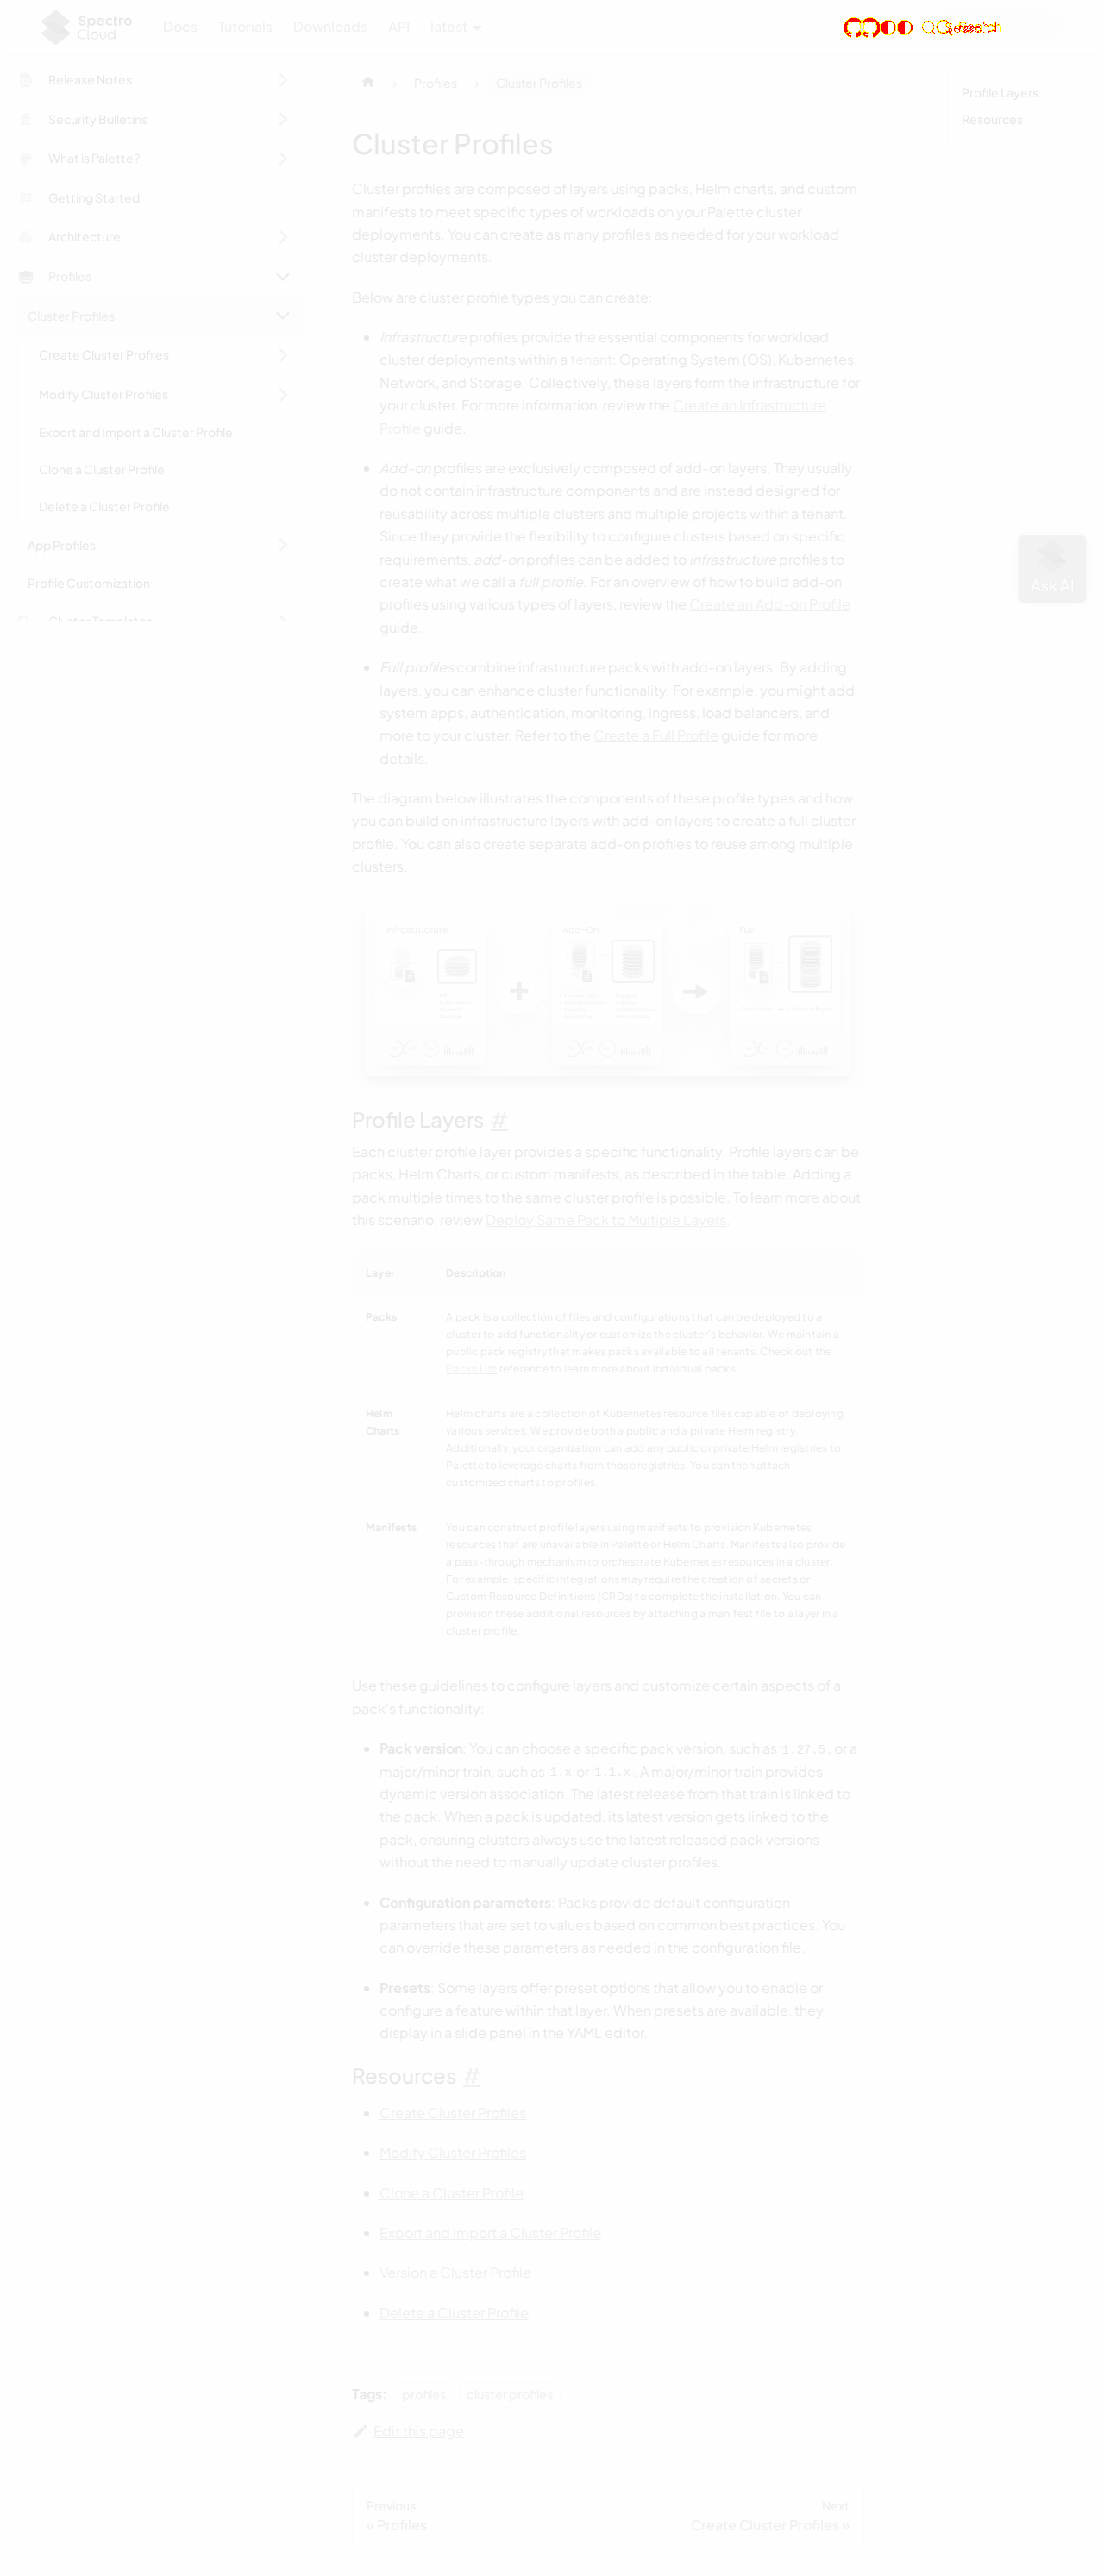 Spectro
Cloud
Docs
Tutorials
Downloads
API
latest
Search
Release Notes
Security Bulletins
What is Palette?
Getting Started
Architecture
Profiles
Cluster Profiles
Create Cluster Profiles
Modify Cluster Profiles
Export and Import a Cluster Profile
Clone a Cluster Profile
Delete a Cluster Profile
App Profiles
Profile Customization
Cluster Templates
Profiles
Cluster Profiles
Cluster Profiles
Cluster profiles are composed of layers using packs, Helm charts, and custom
manifests to meet specific types of workloads on your Palette cluster
deployments. You can create as many profiles as needed for your workload
cluster deployments.
Below are cluster profile types you can create:
Infrastructure profiles provide the essential components for workload
cluster deployments within a tenant: Operating System (OS), Kubernetes,
Network, and Storage. Collectively, these layers form the infrastructure for
your cluster. For more information, review the Create an Infrastructure
Profile guide.
Add-on profiles are exclusively composed of add-on layers. They usually
do not contain infrastructure components and are instead designed for
reusability across multiple clusters and multiple projects within a tenant.
Since they provide the flexibility to configure clusters based on specific
requirements, add-on profiles can be added to infrastructure profiles to
create what we call a full profile. For an overview of how to build add-on
profiles using various types of layers, review the Create an Add-on Profile
guide.
Full profiles combine infrastructure packs with add-on layers. By adding
layers, you can enhance cluster functionality. For example, you might add
system apps, authentication, monitoring, ingress, load balancers, and
more to your cluster. Refer to the Create a Full Profile guide for more
details.
The diagram below illustrates the components of these profile types and how
you can build on infrastructure layers with add-on layers to create a full cluster
profile. You can also create separate add-on profiles to reuse among multiple
clusters.
Infrastructure
Add-On
Full
Profile Layers #
Each cluster profile layer provides a specific functionality. Profile layers can be
packs, Helm Charts, or custom manifests, as described in the table. Adding a
pack multiple times to the same cluster profile is possible. To learn more about
this scenario, review Deploy Same Pack to Multiple Layers.
Layer Description
Packs A pack is a collection of files and configurations that can be deployed to a
cluster to add functionality or customize the cluster's behavior. We maintain a
public pack registry that makes packs available to all tenants. Check out the
Packs List reference to learn more about individual packs.
Helm Helm charts are a collection of Kubernetes resource files capable of deploying
Charts various services. We provide both a public and a private Helm registry.
Additionally, your organization can add any public or private Helm registries to
Palette to leverage charts from those registries. You can then attach
customized charts to profiles.
Manifests You can construct profile layers using manifests to provision Kubernetes
resources that are unavailable in Palette or Helm Charts. Manifests also provide
a pass-through mechanism to orchestrate Kubernetes resources in a cluster.
For example, specific integrations may require the creation of secrets or
Custom Resource Definitions (CRDs) to complete the installation. You can
provision these additional resources by attaching a manifest file to a layer in a
cluster profile.
Use these guidelines to configure layers and customize certain aspects of a
pack's functionality:
Pack version: You can choose a specific pack version, such as 1.27.5, or a
major/minor train, such as 1.x or 1.1.x. A major/minor train provides
dynamic version association. The latest release from that train is linked to
the pack. When a pack is updated, its latest version gets linked to the
pack, ensuring clusters always use the latest released pack versions
without the need to manually update cluster profiles.
Configuration parameters: Packs provide default configuration
parameters that are set to values based on common best practices. You
can override these parameters as needed in the configuration file.
Presets: Some layers offer preset options that allow you to enable or
configure a feature within that layer. When presets are available, they
display in a slide panel in the YAML editor.
Resources #
Create Cluster Profiles
Modify Cluster Profiles
Clone a Cluster Profile
Export and Import a Cluster Profile
Version a Cluster Profile
Delete a Cluster Profile
Tags: profiles cluster profiles
Edit this page
Previous
« Profiles
Next
Create Cluster Profiles »
Profile Layers
Resources
Ask AI